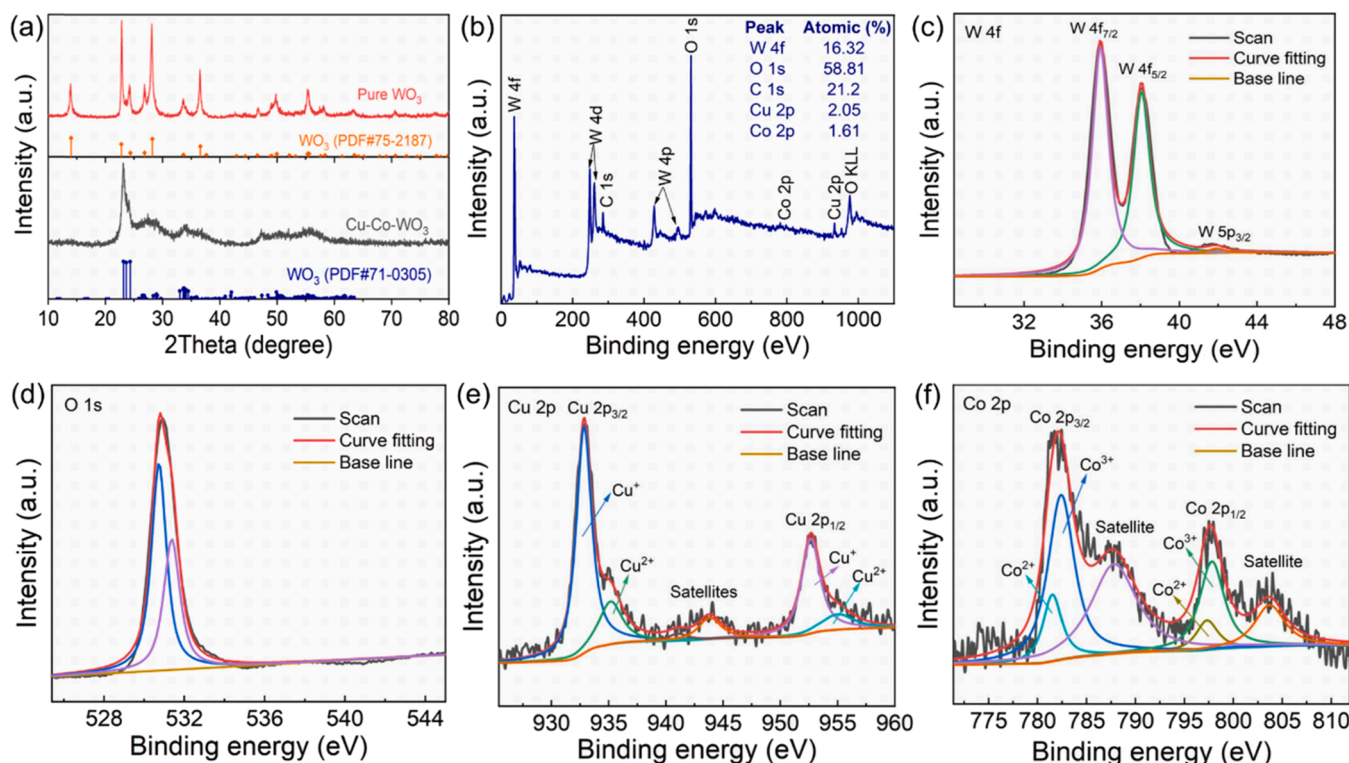 (a)
Intensity (a.u.)
Pure WO₃
WO₃ (PDF#75-2187)
Cu-Co-WO₃
WO₃ (PDF#71-0305)
10 20 30 40 50 60 70 80
2Theta (degree)
(b)
Intensity (a.u.)
Peak Atomic (%)
W 4f 16.32
O 1s 58.81
C 1s 21.2
Cu 2p 2.05
Co 2p 1.61
W 4f
W 4d
C 1s
W 4p
O 1s
Co 2p
Cu 2p
O KLL
0 200 400 600 800 1000
Binding energy (eV)
(c)
Intensity (a.u.)
W 4f
W 4f₇/₂
W 4f₅/₂
W 5p₃/₂
Scan
Curve fitting
Base line
32 36 40 44 48
Binding energy (eV)
(d)
Intensity (a.u.)
O 1s
Scan
Curve fitting
Base line
528 532 536 540 544
Binding energy (eV)
(e)
Intensity (a.u.)
Cu 2p Cu 2p₃/₂
Scan
Curve fitting
Base line
Cu⁺
Cu²⁺
Satellites
Cu 2p₁/₂
Cu⁺
Cu²⁺
930 935 940 945 950 955 960
Binding energy (eV)
(f)
Intensity (a.u.)
Co 2p
Co 2p₃/₂
Scan
Curve fitting
Base line
Co³⁺
Co²⁺
Satellite
Co 2p₁/₂
Co³⁺
Co²⁺
Satellite
775 780 785 790 795 800 805 810
Binding energy (eV)